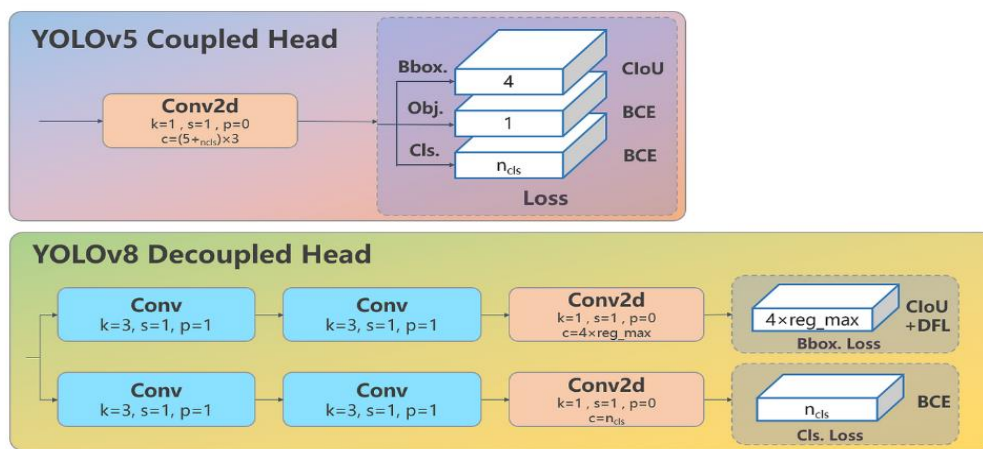 YOLOv5 Coupled Head
Conv2d
k=1 , s=1 , p=0
c=(5+ncls)×3
Bbox.
4
CIoU
Obj.
1
BCE
Cls.
ncls
BCE
Loss
YOLOv8 Decoupled Head
Conv
k=3, s=1, p=1
Conv
k=3, s=1, p=1
Conv2d
k=1 , s=1 , p=0
c=4×reg_max
4×reg_max
CIoU
+DFL
Bbox. Loss
Conv
k=3, s=1, p=1
Conv
k=3, s=1, p=1
Conv2d
k=1 , s=1 , p=0
c=ncls
ncls
BCE
Cls. Loss